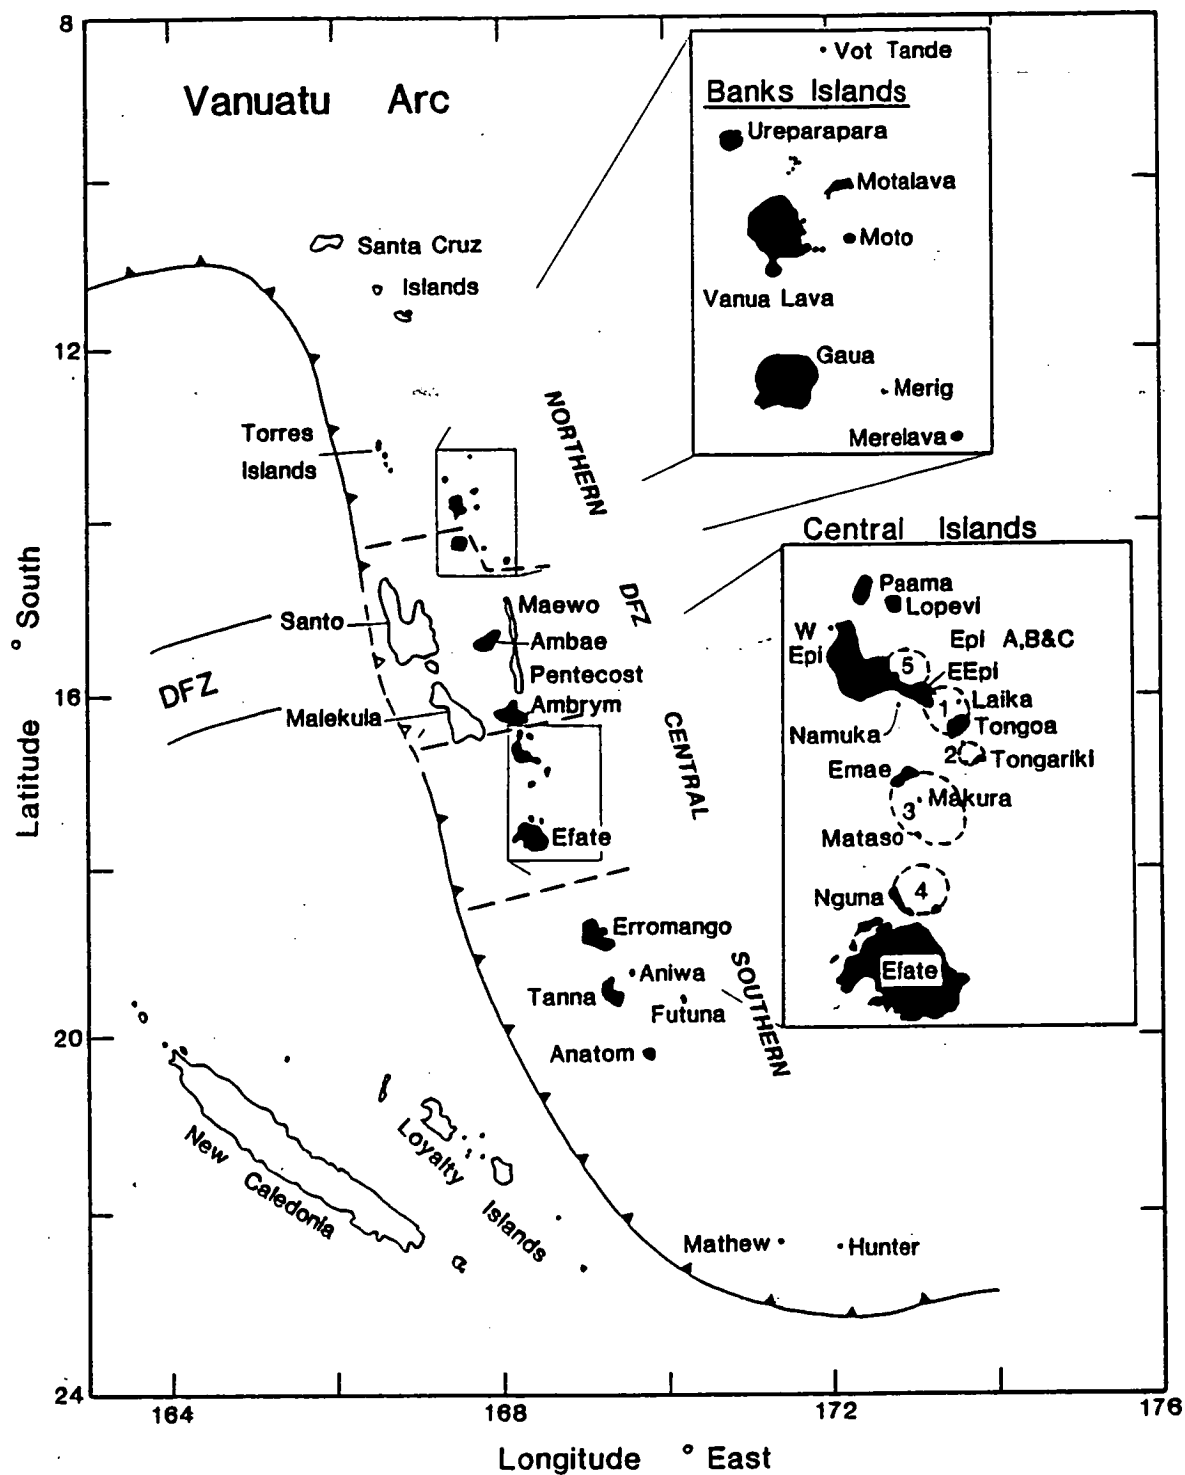 8
Vanuatu Arc
Vot Tande
Banks Islands
Ureparapara
Motalava
Moto
Vanua Lava
Gaua
Merig
Merelava
Santa Cruz
Islands
12
Torres
Islands
NORTHERN
Central Islands
Paama
Lopevi
W
Epi
Epi A,B&C
5
EEpi
1
Laika
Tongoa
Namuka
2
Tongariki
Emae
Makura
3
Mataso
Nguna
4
Efate
DFZ
Santo
Maewo
Ambae
Pentecost
DFZ
16
Malekula
Ambrym
CENTRAL
Efate
Latitude ° South
Erromango
Aniwa
Tanna
Futuna
SOUTHERN
20
Anatom
New Caledonia
Loyalty Islands
Mathew
Hunter
24
164
168
172
176
Longitude ° East